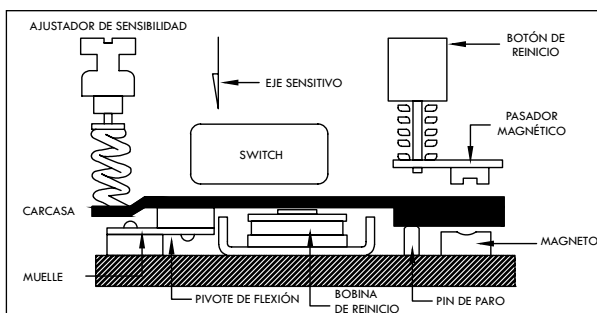 AJUSTADOR DE SENSIBILIDAD
BOTÓN DE
REINICIO
EJE SENSITIVO
PASADOR
MAGNÉTICO
SWITCH
CARCASA
MAGNETO
MUELLE
PIVOTE DE FLEXIÓN
BOBINA
DE REINICIO
PIN DE PARO